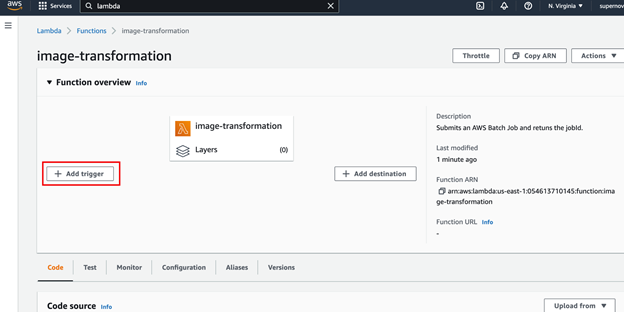 aws
Services
lambda
N. Virginia
supernov
Lambda > Functions > image-transformation
image-transformation
Throttle
Copy ARN
Actions
Function overview Info
image-transformation
Layers (0)
+ Add trigger
+ Add destination
Description
Submits an AWS Batch Job and retuns the jobId.
Last modified
1 minute ago
Function ARN
arn:aws:lambda:us-east-1:054613710145:function:ima
ge-transformation
Function URL Info
-
Code
Test
Monitor
Configuration
Aliases
Versions
Code source Info
Upload from